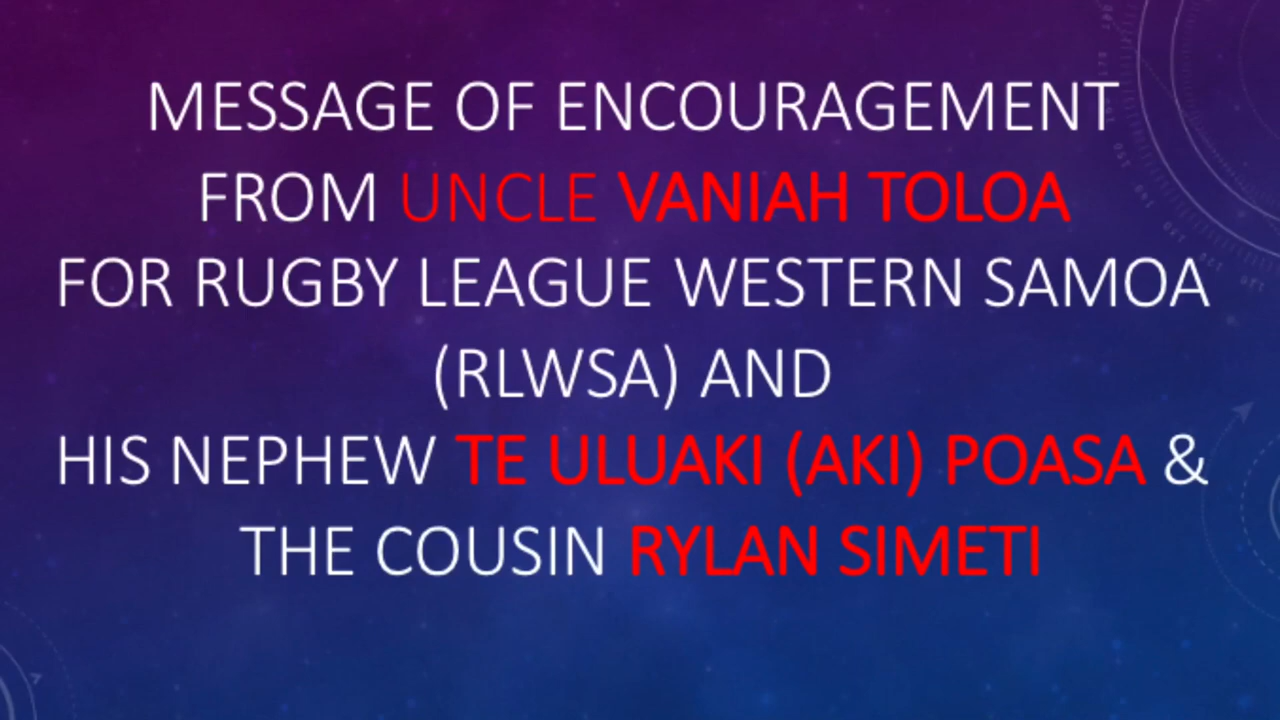 MESSAGE OF ENCOURAGEMENT
FROM UNCLE VANIAH TOLOA
FOR RUGBY LEAGUE WESTERN SAMOA
(RLWSA) AND
HIS NEPHEW TE ULUAKI (AKI) POASA &
THE COUSIN RYLAN SIMETI